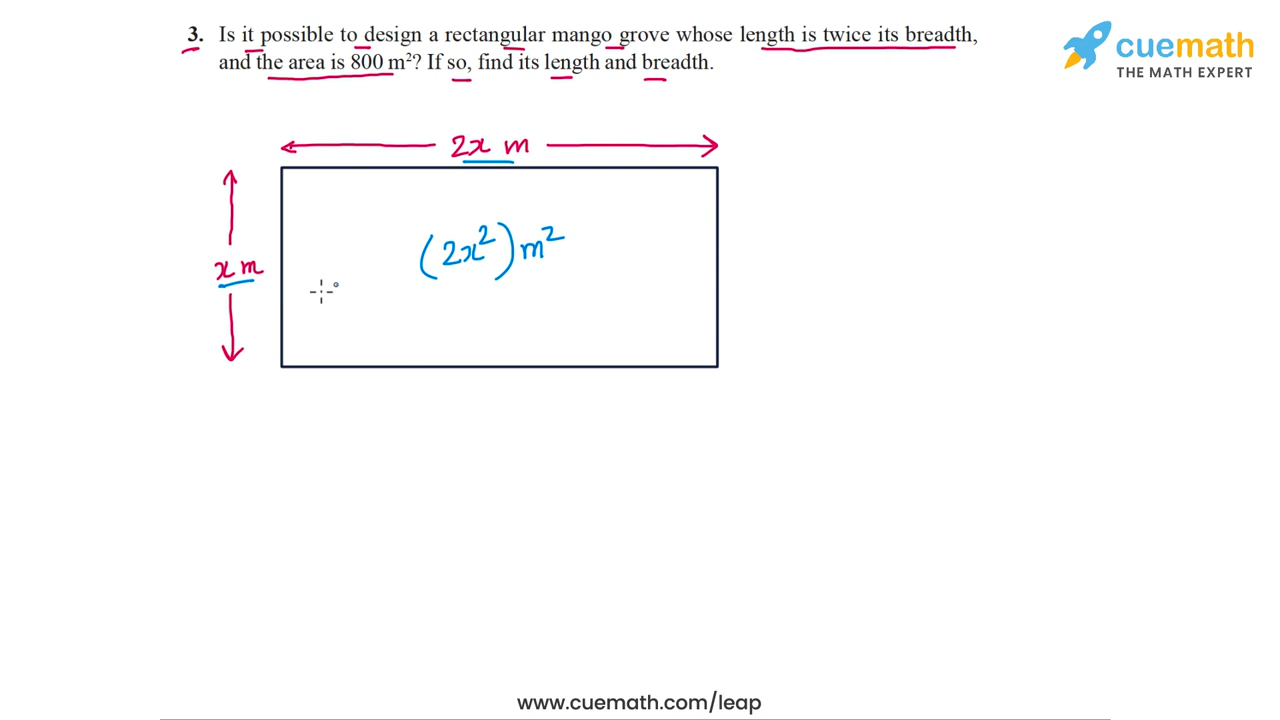 3. Is it possible to design a rectangular mango grove whose length is twice its breadth,
and the area is 800 m²? If so, find its length and breadth.
cuemath
THE MATH EXPERT
2x m
(2x²) m²
x m
www.cuemath.com/leap